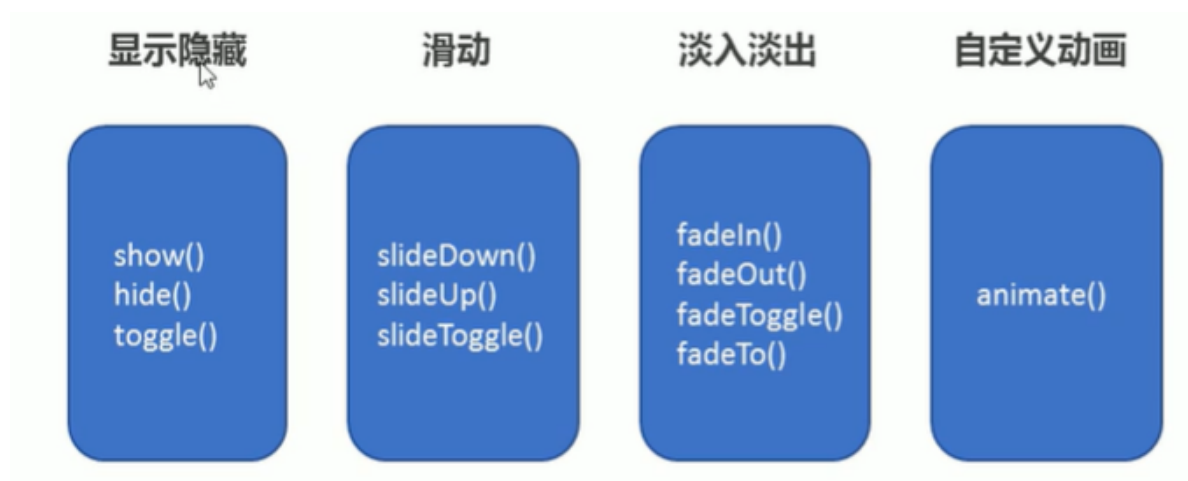 显示隐藏
滑动
淡入淡出
自定义动画
show()
hide()
toggle()
slideDown()
slideUp()
slideToggle()
fadeIn()
fadeOut()
fadeToggle()
fadeTo()
animate()